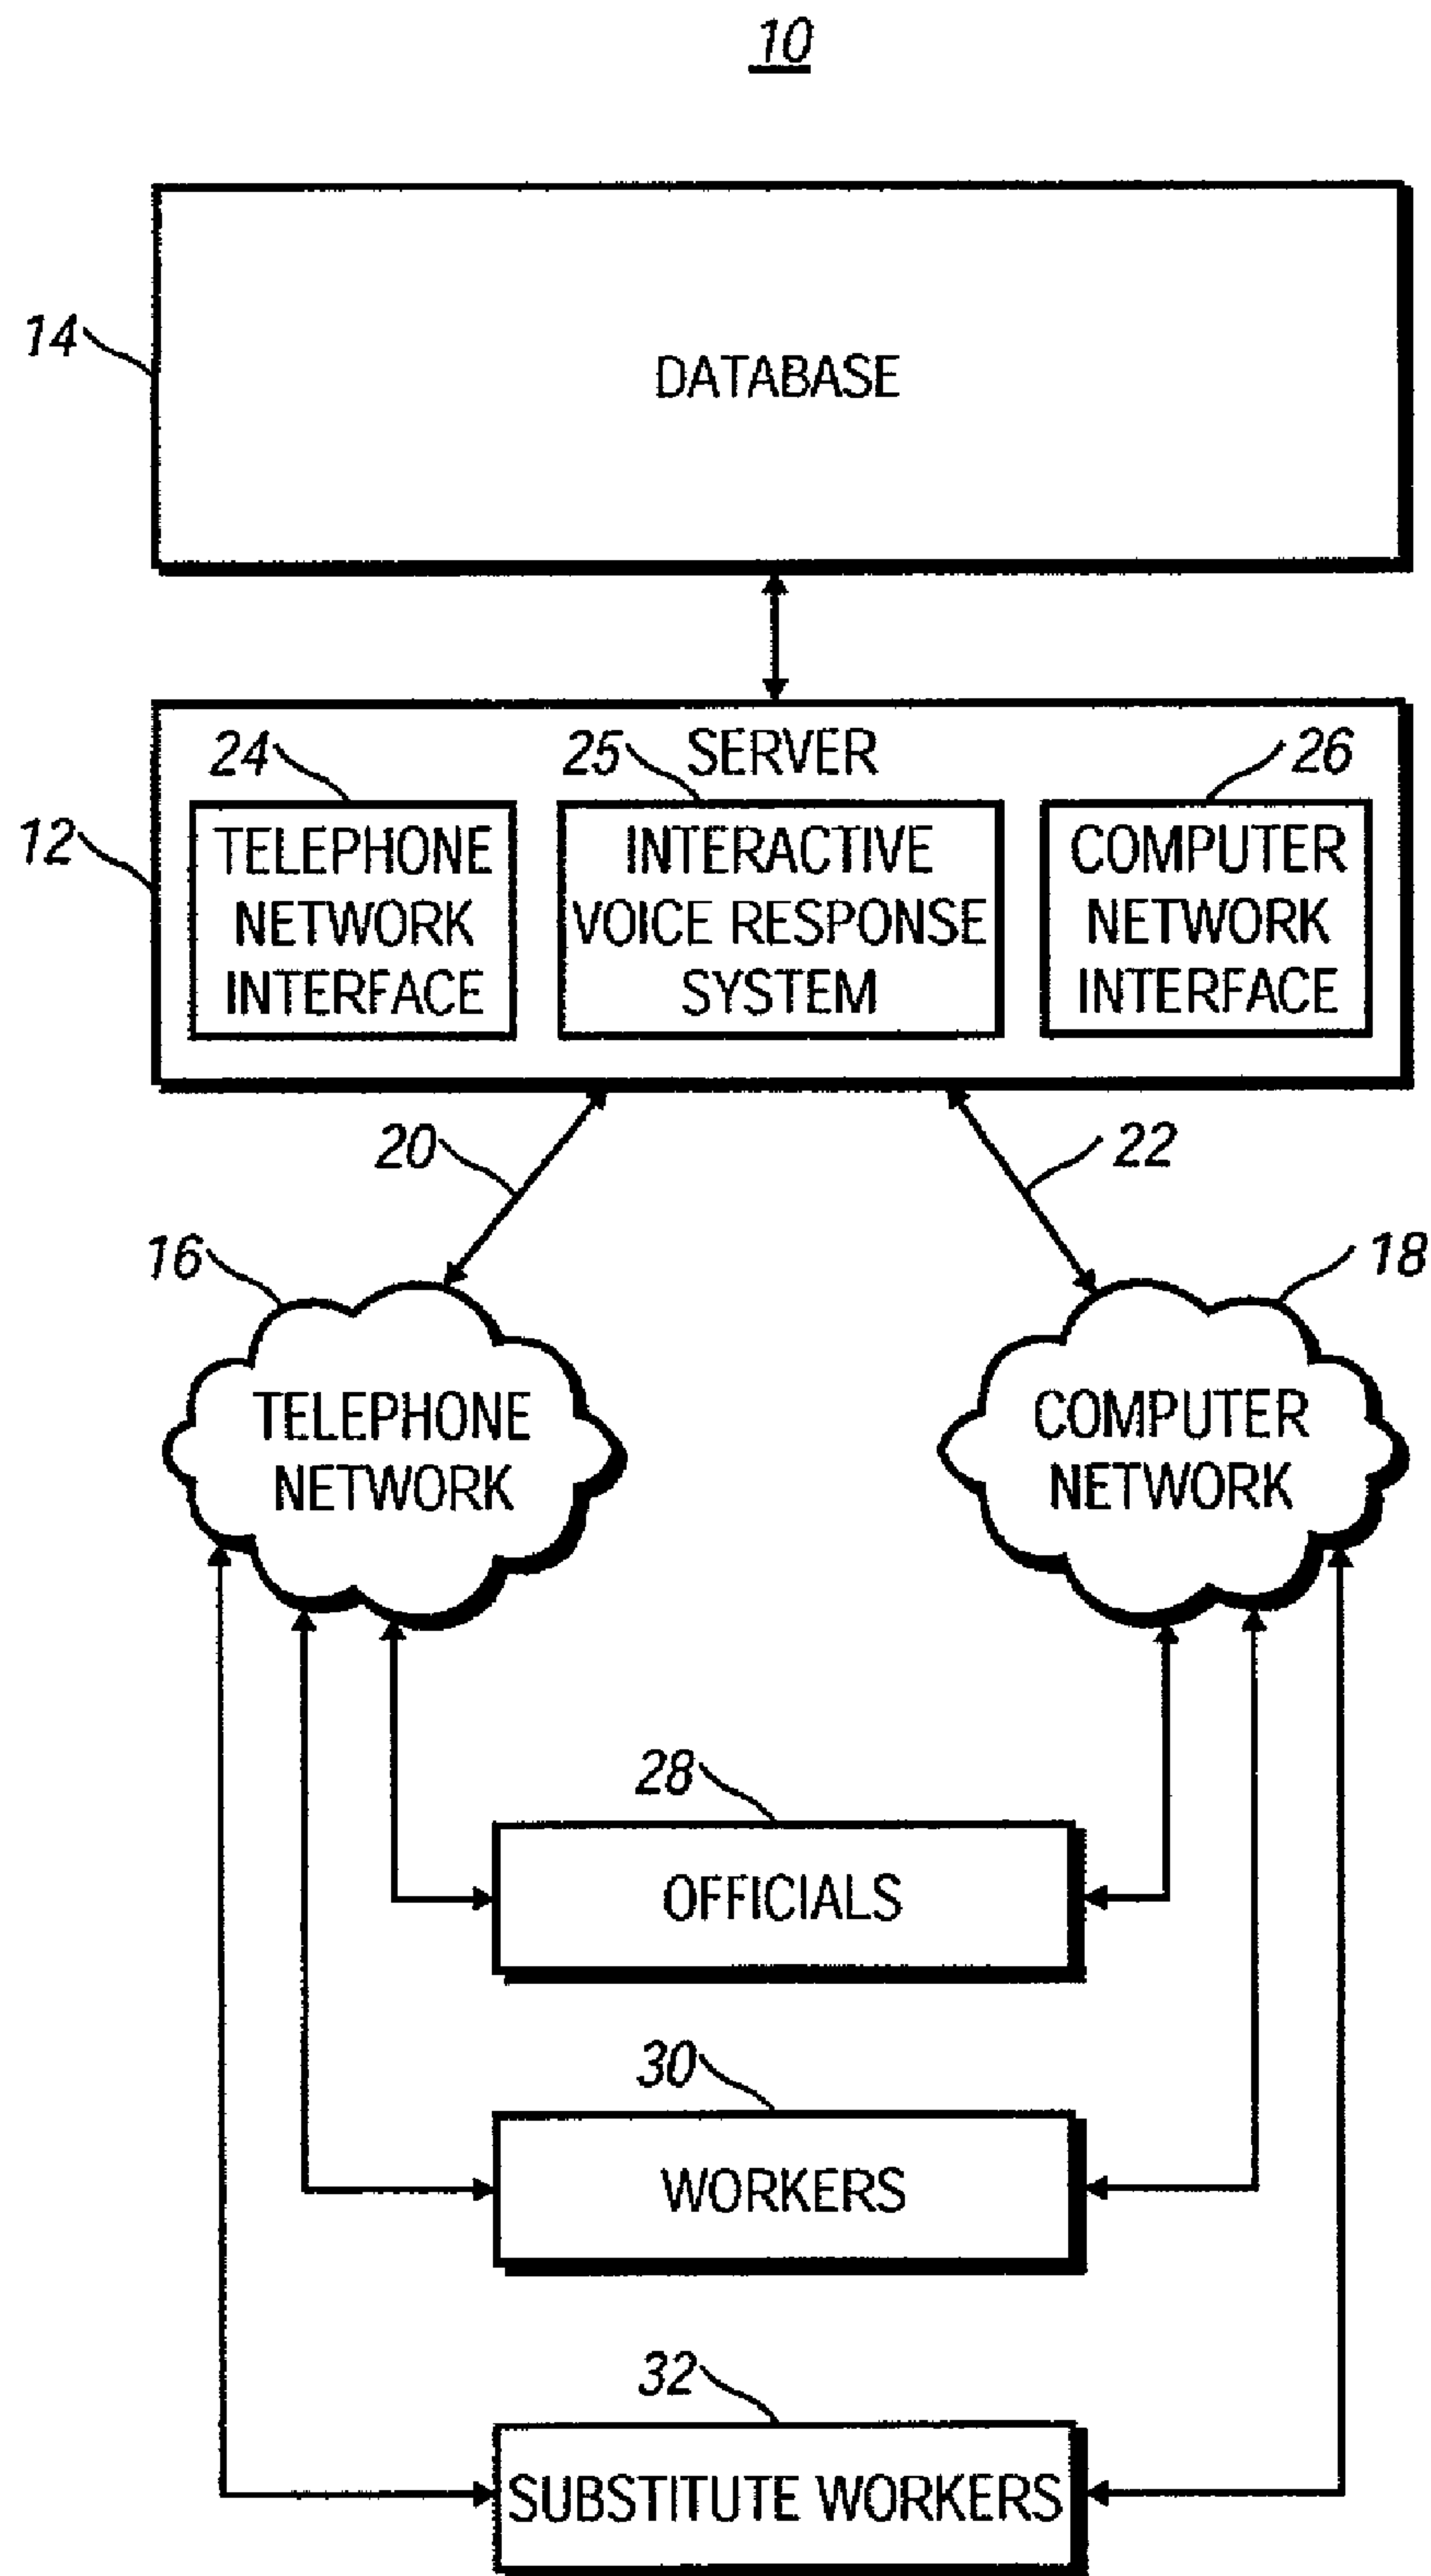 10
14
DATABASE
SERVER
24
25
26
12
TELEPHONE
NETWORK
INTERFACE
INTERACTIVE
VOICE RESPONSE
SYSTEM
COMPUTER
NETWORK
INTERFACE
20
22
16
18
TELEPHONE
NETWORK
COMPUTER
NETWORK
28
OFFICIALS
30
WORKERS
32
SUBSTITUTE WORKERS